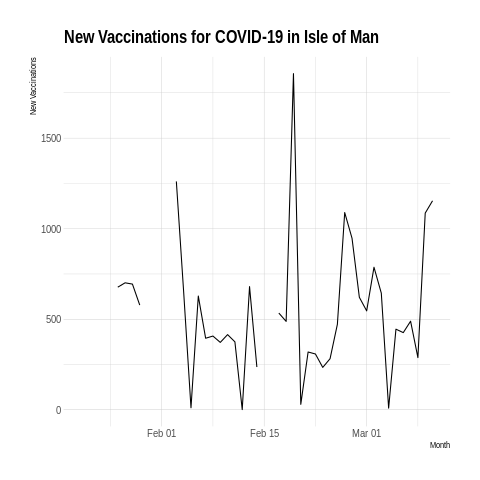 New Vaccinations for COVID-19 in Isle of Man
New Vaccinations
1500
1000
500
0
Feb 01
Feb 15
Mar 01
Month